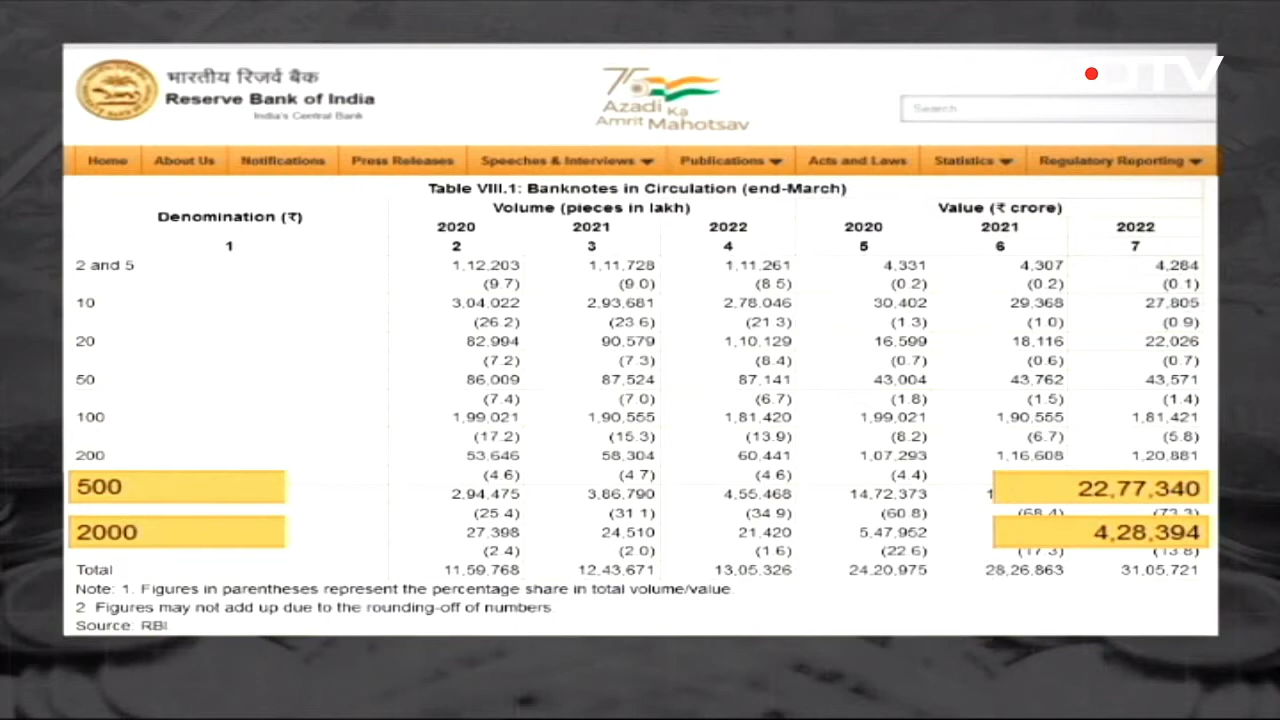 भारतीय रिज़र्व बैंक
Reserve Bank of India
India's Central Bank
75
Azadi Ka
Amrit Mahotsav
NDTV
Search
Home About Us Notifications Press Releases Speeches & Interviews Publications Acts and Laws Statistics Regulatory Reporting
Table VIII.1: Banknotes in Circulation (end-March)
Denomination (₹) Volume (pieces in lakh) Value (₹ crore)
2020 2021 2022 2020 2021 2022
1 2 3 4 5 6 7
2 and 5 1,12,203 1,11,728 1,11,261 4,331 4,307 4,284
(9.7) (9.0) (8.5) (0.2) (0.2) (0.1)
10 3,04,022 2,93,681 2,78,046 30,402 29,368 27,805
(26.2) (23.6) (21.3) (1.3) (1.0) (0.9)
20 82,994 90,579 1,10,129 16,599 18,116 22,026
(7.2) (7.3) (8.4) (0.7) (0.6) (0.7)
50 86,009 87,524 87,141 43,004 43,762 43,571
(7.4) (7.0) (6.7) (1.8) (1.5) (1.4)
100 1,99,021 1,90,555 1,81,420 1,99,021 1,90,555 1,81,421
(17.2) (15.3) (13.9) (8.2) (6.7) (5.8)
200 53,646 58,304 60,441 1,07,293 1,16,608 1,20,881
(4.6) (4.7) (4.6) (4.4)
500 2,94,475 3,86,790 4,55,468 14,72,373 22,77,340
(25.4) (31.1) (34.9) (60.8) (68.4) (73.3)
2000 27,398 24,510 21,420 5,47,952 4,28,394
(2.4) (2.0) (1.6) (22.6) (17.3) (13.8)
Total 11,59,768 12,43,671 13,05,326 24,20,975 28,26,863 31,05,721
Note: 1. Figures in parentheses represent the percentage share in total volume/value.
2 Figures may not add up due to the rounding-off of numbers
Source: RBI.